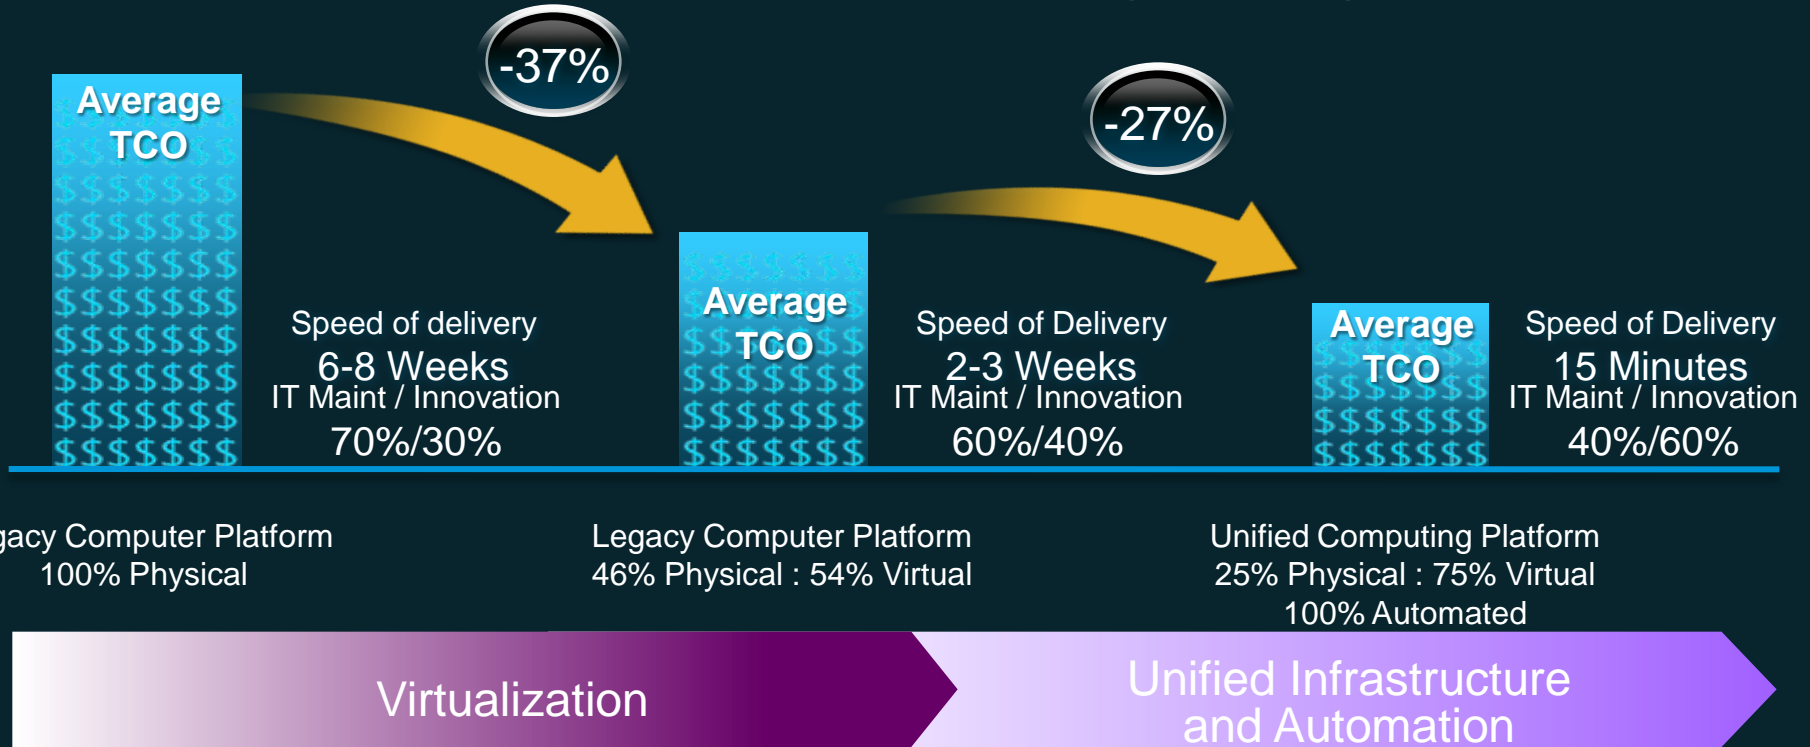 -37%
-27%
Average
TCO
Speed of delivery
6-8 Weeks
IT Maint / Innovation
70%/30%
Average
TCO
Speed of Delivery
2-3 Weeks
IT Maint / Innovation
60%/40%
Average
TCO
Speed of Delivery
15 Minutes
IT Maint / Innovation
40%/60%
gacy Computer Platform
100% Physical
Legacy Computer Platform
46% Physical : 54% Virtual
Unified Computing Platform
25% Physical : 75% Virtual
100% Automated
Virtualization
Unified Infrastructure
and Automation